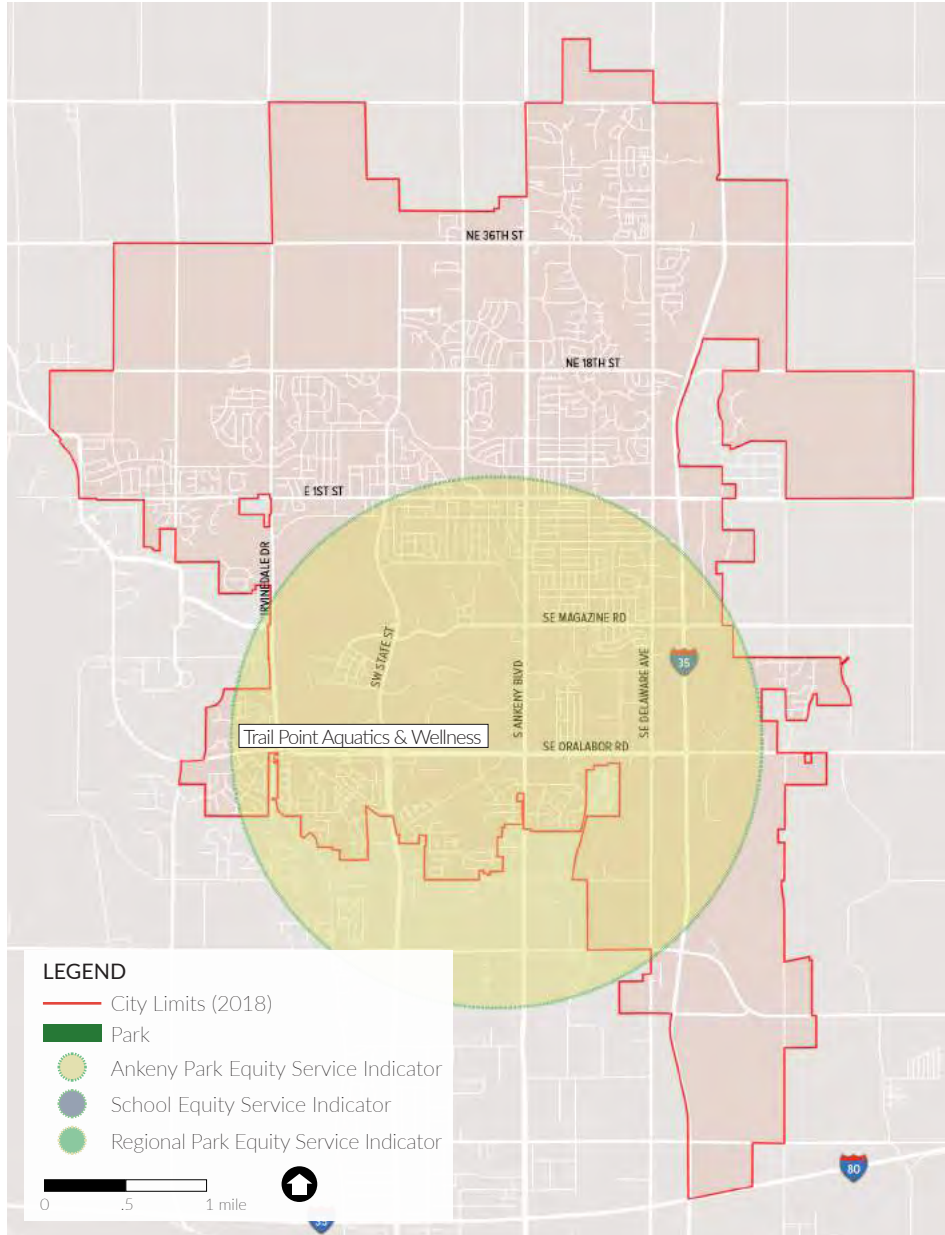 NE 36TH ST
NE 18TH ST
E 1ST ST
IRVINEDALE DR
SE MAGAZINE RD
SW STATE ST
35
S ANKENY BLVD
SE DELAWARE AVE
Trail Point Aquatics & Wellness
SE ORALABOR RD
LEGEND
City Limits (2018)
Park
Ankeny Park Equity Service Indicator
School Equity Service Indicator
Regional Park Equity Service Indicator
0 .5 1 mile
80
35